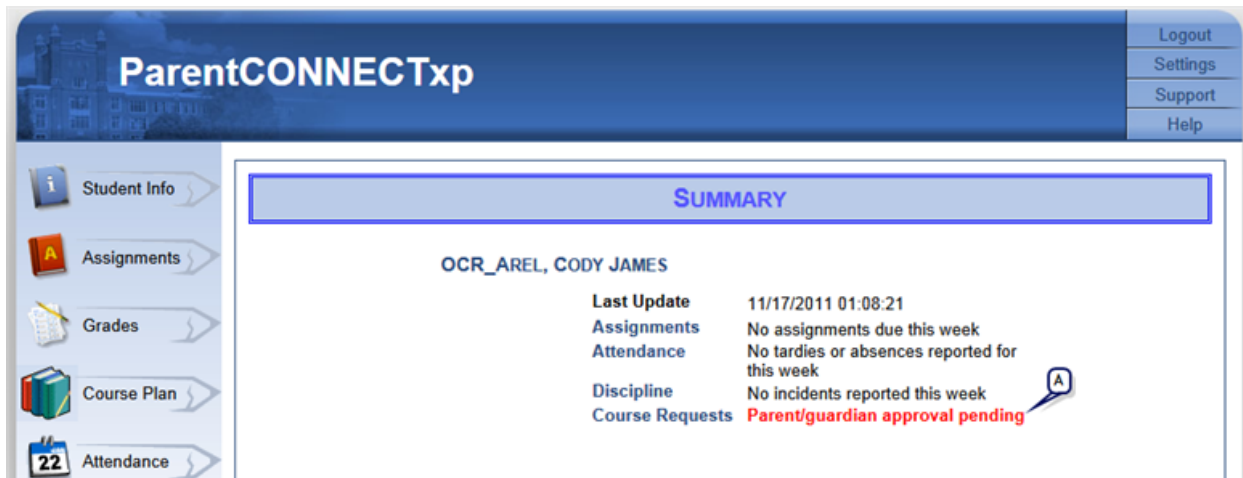 ParentCONNECTxp
Logout
Settings
Support
Help
i
Student Info
A
Assignments
Grades
Course Plan
22
Attendance
SUMMARY
OCR_AREL, CODY JAMES
Last Update 11/17/2011 01:08:21
Assignments No assignments due this week
Attendance No tardies or absences reported for
this week
Discipline No incidents reported this week
Course Requests Parent/guardian approval pending
A